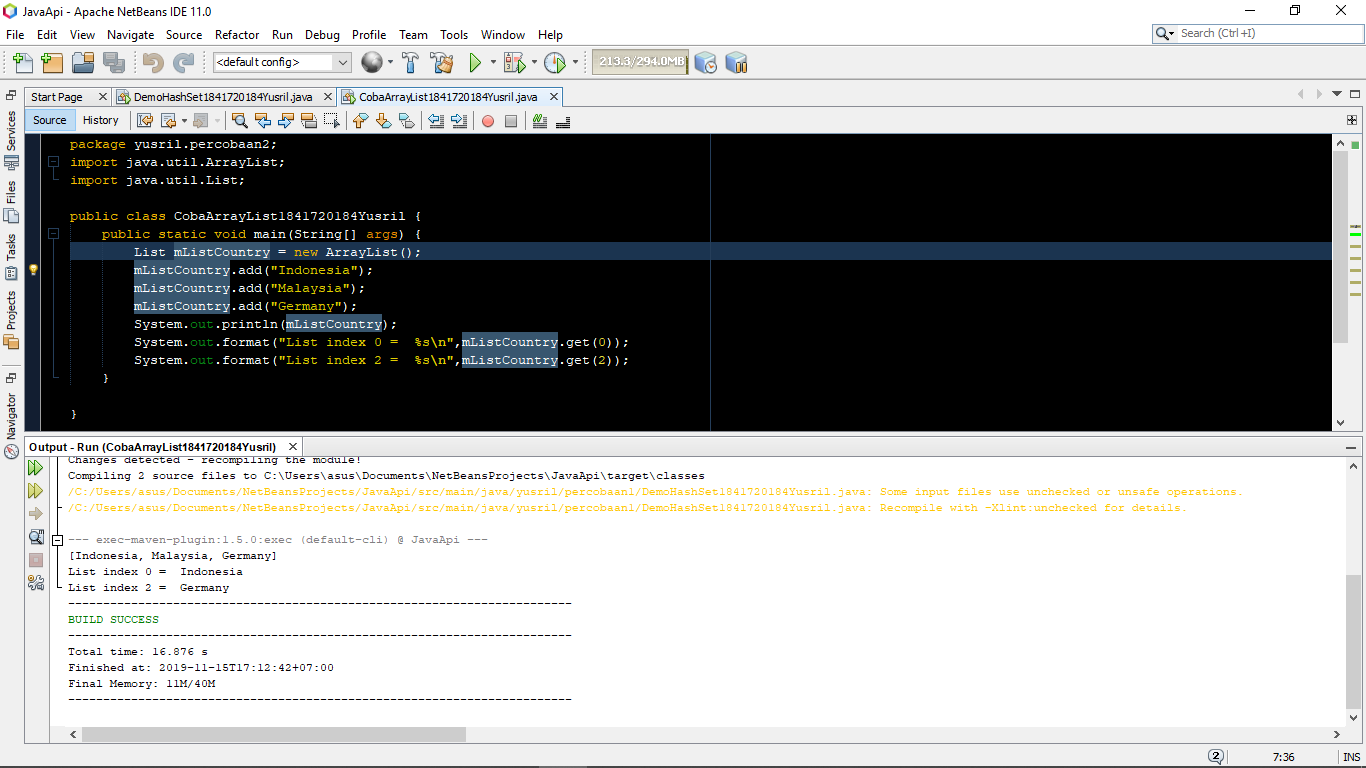 JavaApi - Apache NetBeans IDE 11.0
File Edit View Navigate Source Refactor Run Debug Profile Team Tools Window Help
Search (Ctrl+I)
<default config>
213.3/294.0MB
Start Page
DemoHashSet1841720184Yusril.java
CobaArrayList1841720184Yusril.java
Source History
Services
Files
Tasks
Projects
Navigator
package yusril.percobaan2;
import java.util.ArrayList;
import java.util.List;
public class CobaArrayList1841720184Yusril {
public static void main(String[] args) {
List mListCountry = new ArrayList();
mListCountry.add("Indonesia");
mListCountry.add("Malaysia");
mListCountry.add("Germany");
System.out.println(mListCountry);
System.out.format("List index 0 =  %s\n",mListCountry.get(0));
System.out.format("List index 2 =  %s\n",mListCountry.get(2));
}
}
Output - Run (CobaArrayList1841720184Yusril)
Changes detected - recompiling the module!
Compiling 2 source files to C:\Users\asus\Documents\NetBeansProjects\JavaApi\target\classes
/C:/Users/asus/Documents/NetBeansProjects/JavaApi/src/main/java/yusril/percobaan1/DemoHashSet1841720184Yusril.java: Some input files use unchecked or unsafe operations.
/C:/Users/asus/Documents/NetBeansProjects/JavaApi/src/main/java/yusril/percobaan1/DemoHashSet1841720184Yusril.java: Recompile with -Xlint:unchecked for details.
--- exec-maven-plugin:1.5.0:exec (default-cli) @ JavaApi ---
[Indonesia, Malaysia, Germany]
List index 0 =  Indonesia
List index 2 =  Germany
------------------------------------------------------------------------
BUILD SUCCESS
------------------------------------------------------------------------
Total time: 16.876 s
Finished at: 2019-11-15T17:12:42+07:00
Final Memory: 11M/40M
------------------------------------------------------------------------
2
7:36
INS